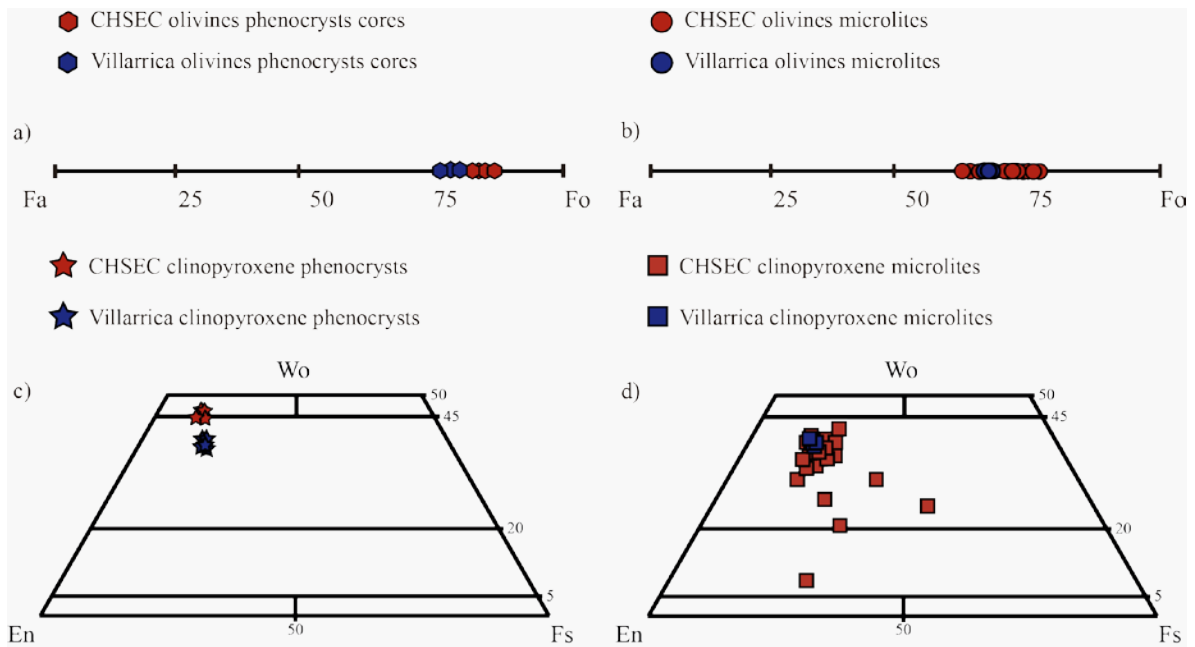 CHSEC olivines phenocrysts cores
Villarrica olivines phenocrysts cores
CHSEC olivines microlites
Villarrica olivines microlites
a)
Fa 25 50 75 Fo
b)
Fa 25 50 75 Fo
CHSEC clinopyroxene phenocrysts
Villarrica clinopyroxene phenocrysts
CHSEC clinopyroxene microlites
Villarrica clinopyroxene microlites
c)
Wo
50
45
20
5
En 50 Fs
d)
Wo
50
45
20
5
En 50 Fs